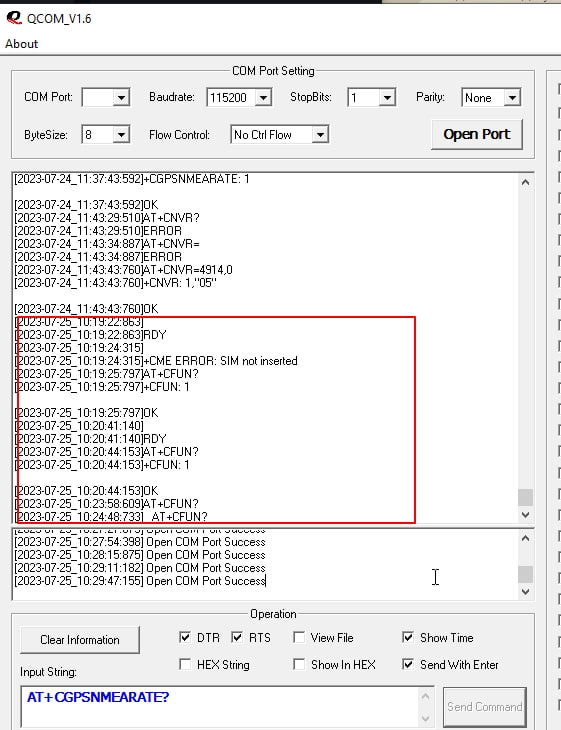 QCOM_V1.6
About
COM Port Setting
COM Port: Baudrate: 115200 StopBits: 1 Parity: None
ByteSize: 8 Flow Control: No Ctrl Flow Open Port
[2023-07-24_11:37:43:592]+CGPSNMEARATE: 1
[2023-07-24_11:37:43:592]OK
[2023-07-24_11:43:29:510]AT+CNVR?
[2023-07-24_11:43:29:510]ERROR
[2023-07-24_11:43:34:887]AT+CNVR=
[2023-07-24_11:43:34:887]ERROR
[2023-07-24_11:43:43:760]AT+CNVR=4914,0
[2023-07-24_11:43:43:760]+CNVR: 1,"05"
[2023-07-24_11:43:43:760]OK
[2023-07-25_10:19:22:863]
[2023-07-25_10:19:22:863]RDY
[2023-07-25_10:19:24:315]
[2023-07-25_10:19:24:315]+CME ERROR: SIM not inserted
[2023-07-25_10:19:25:797]AT+CFUN?
[2023-07-25_10:19:25:797]+CFUN: 1
[2023-07-25_10:19:25:797]OK
[2023-07-25_10:20:41:140]
[2023-07-25_10:20:41:140]RDY
[2023-07-25_10:20:44:153]AT+CFUN?
[2023-07-25_10:20:44:153]+CFUN: 1
[2023-07-25_10:20:44:153]OK
[2023-07-25_10:23:58:609]AT+CFUN?
[2023-07-25_10:24:48:733] AT+CFUN?
Open COM Port Success
[2023-07-25_10:27:54:398] Open COM Port Success
[2023-07-25_10:28:15:875] Open COM Port Success
[2023-07-25_10:29:11:182] Open COM Port Success
[2023-07-25_10:29:47:155] Open COM Port Success
Operation
Clear Information DTR RTS View File Show Time
HEX String Show In HEX Send With Enter
Input String:
AT+CGPSNMEARATE?
Send Command